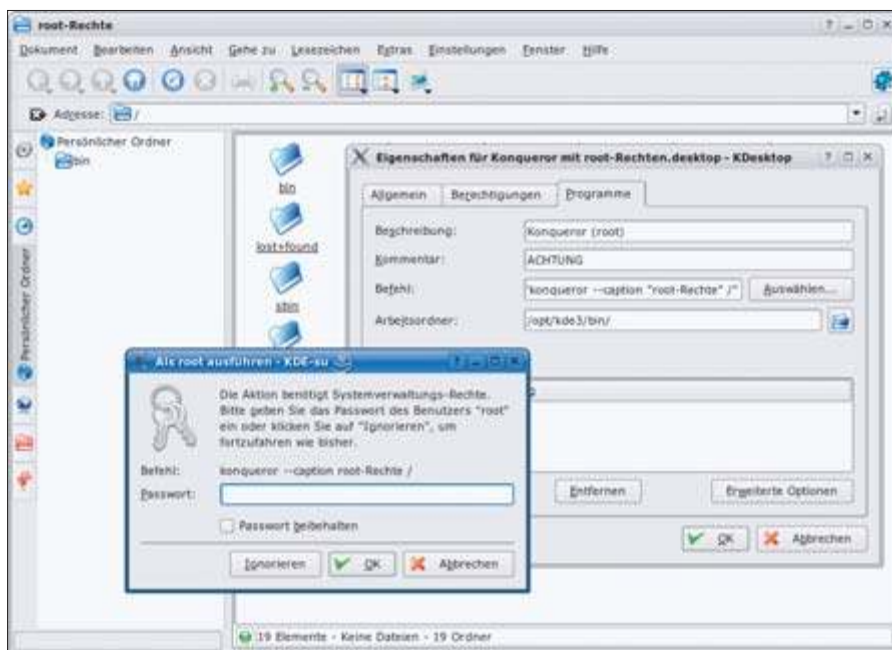 root-Rechte
Dokument Bearbeiten Ansicht Gehe zu Lesezeichen Extras Einstellungen Fenster Hilfe
Adresse: /
Persönlicher Ordner
bin
Persönlicher Ordner
bin
lost+found
sbin
Eigenschaften für Konqueror mit root-Rechten.desktop - KDesktop
Allgemein Berechtigungen Programme
Beschreibung: Konqueror (root)
Kommentar: ACHTUNG
Befehl: 'konqueror --caption "root-Rechte" /" Auswählen...
Arbeitsordner: /opt/kde3/bin/
Entfernen Erweiterte Optionen
OK Abbrechen
Als root ausführen - KDE-su
Die Aktion benötigt Systemverwaltungs-Rechte.
Bitte geben Sie das Passwort des Benutzers "root"
ein oder klicken Sie auf "Ignorieren", um
fortzufahren wie bisher.
Befehl: konqueror --caption root-Rechte /
Passwort:
Passwort beibehalten
Ignorieren OK Abbrechen
19 Elemente - Keine Dateien - 19 Ordner